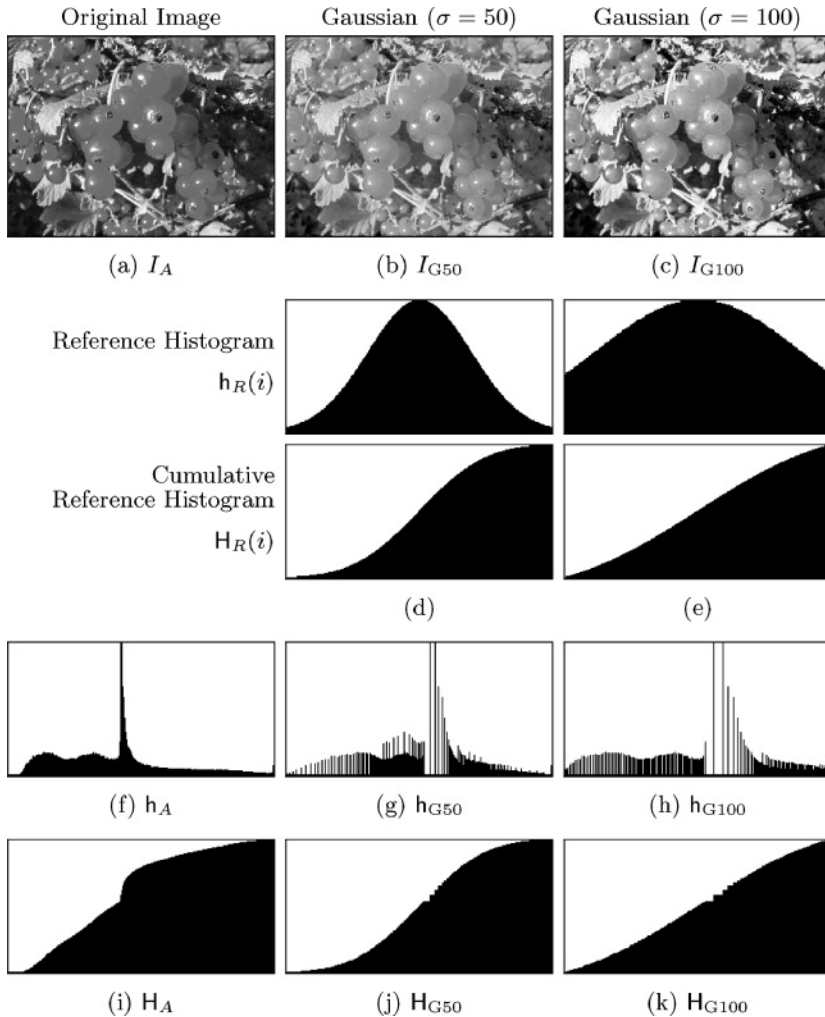 Original Image
Gaussian (σ = 50)
Gaussian (σ = 100)
(a) I_A
(b) I_G50
(c) I_G100
Reference Histogram
h_R(i)
Cumulative
Reference Histogram
H_R(i)
(d)
(e)
(f) h_A
(g) h_G50
(h) h_G100
(i) H_A
(j) H_G50
(k) H_G100